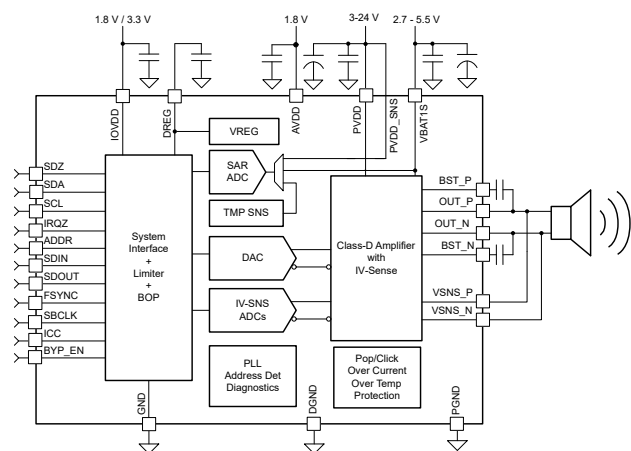 1.8 V / 3.3 V
1.8 V
3-24 V
2.7 - 5.5 V
IOVDD
DREG
AVDD
PVDD
PVDD_SNS
VBAT1S
SDZ
SDA
SCL
IRQZ
ADDR
SDIN
SDOUT
FSYNC
SBCLK
ICC
BYP_EN
System
Interface
+
Limiter
+
BOP
VREG
SAR
ADC
TMP SNS
DAC
IV-SNS
ADCs
PLL
Address Det
Diagnostics
Class-D Amplifier
with
IV-Sense
Pop/Click
Over Current
Over Temp
Protection
BST_P
OUT_P
OUT_N
BST_N
VSNS_P
VSNS_N
GND
DGND
PGND